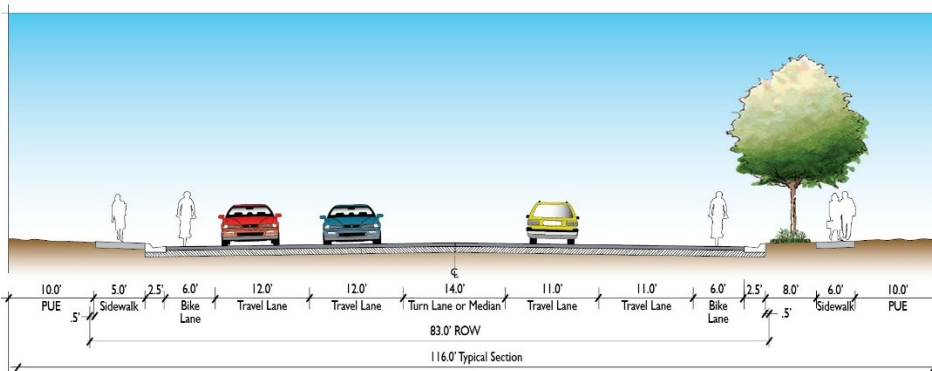 ℄
10.0' 5.0' 2.5' 6.0' 12.0' 12.0' 14.0' 11.0' 11.0' 6.0' 2.5' 8.0' 6.0' 10.0'
PUE Sidewalk Bike Lane Travel Lane Travel Lane Turn Lane or Median Travel Lane Travel Lane Bike Lane Sidewalk PUE
.5' .5'
83.0' ROW
116.0' Typical Section